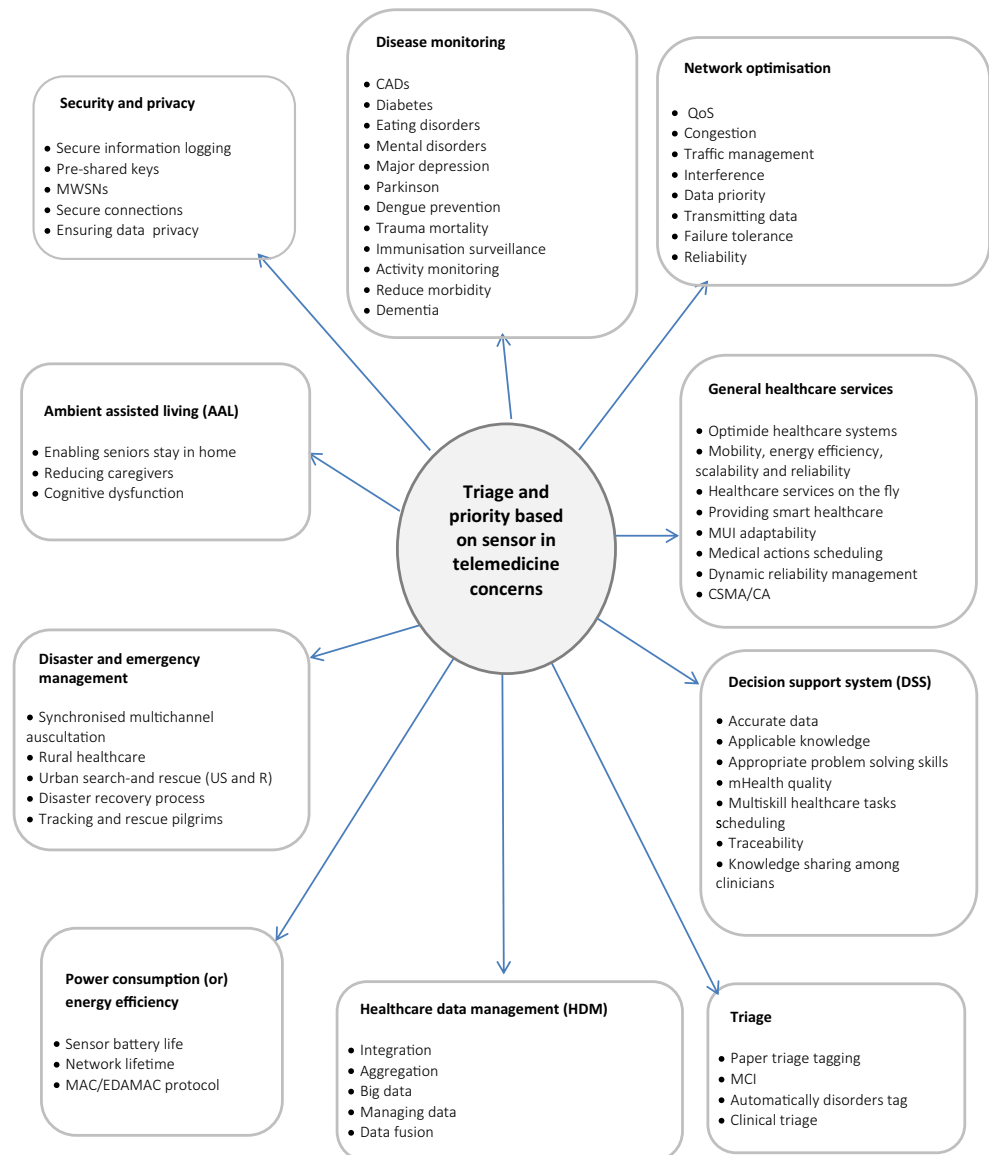 Disease monitoring
• CADs
• Diabetes
• Eating disorders
• Mental disorders
• Major depression
• Parkinson
• Dengue prevention
• Trauma mortality
• Immunisation surveillance
• Activity monitoring
• Reduce morbidity
• Dementia
Network optimisation
• QoS
• Congestion
• Traffic management
• Interference
• Data priority
• Transmitting data
• Failure tolerance
• Reliability
Security and privacy
• Secure information logging
• Pre-shared keys
• MWSNs
• Secure connections
• Ensuring data privacy
Ambient assisted living (AAL)
• Enabling seniors stay in home
• Reducing caregivers
• Cognitive dysfunction
General healthcare services
• Optimide healthcare systems
• Mobility, energy efficiency,
scalability and reliability
• Healthcare services on the fly
• Providing smart healthcare
• MUI adaptability
• Medical actions scheduling
• Dynamic reliability management
• CSMA/CA
Triage and
priority based
on sensor in
telemedicine
concerns
Disaster and emergency
management
• Synchronised multichannel
auscultation
• Rural healthcare
• Urban search-and rescue (US and R)
• Disaster recovery process
• Tracking and rescue pilgrims
Decision support system (DSS)
• Accurate data
• Applicable knowledge
• Appropriate problem solving skills
• mHealth quality
• Multiskill healthcare tasks
scheduling
• Traceability
• Knowledge sharing among
clinicians
Power consumption (or)
energy efficiency
• Sensor battery life
• Network lifetime
• MAC/EDAMAC protocol
Healthcare data management (HDM)
• Integration
• Aggregation
• Big data
• Managing data
• Data fusion
Triage
• Paper triage tagging
• MCI
• Automatically disorders tag
• Clinical triage